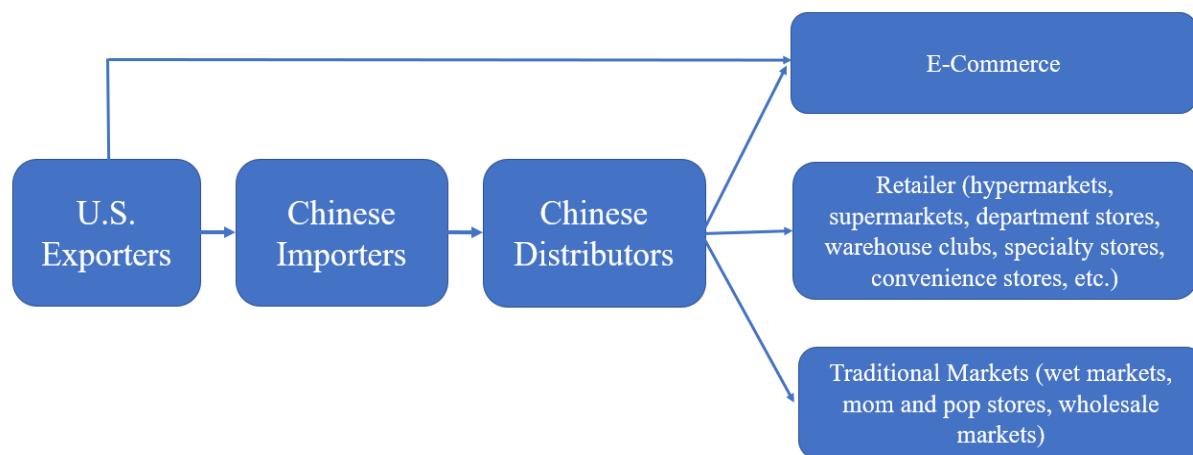 E-Commerce
U.S.
Exporters
Chinese
Importers
Chinese
Distributors
Retailer (hypermarkets,
supermarkets, department stores,
warehouse clubs, specialty stores,
convenience stores, etc.)
Traditional Markets (wet markets,
mom and pop stores, wholesale
markets)